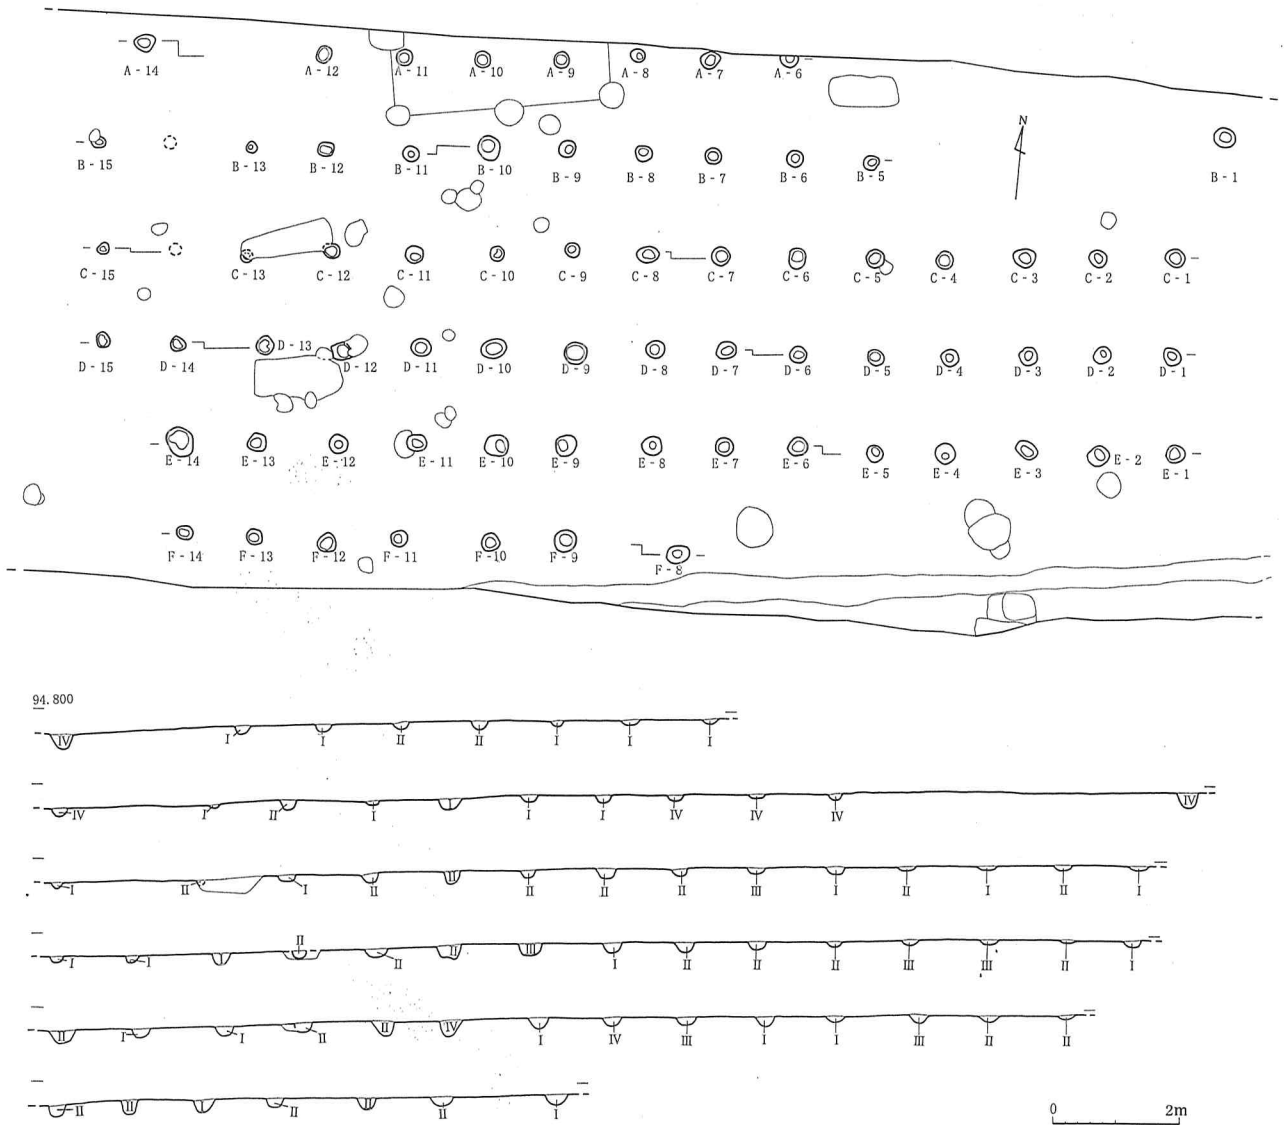 A-14 A-12 A-11 A-10 A-9 A-8 A-7 A-6
N
B-15 B-13 B-12 B-11 B-10 B-9 B-8 B-7 B-6 B-5 B-1
C-15 C-13 C-12 C-11 C-10 C-9 C-8 C-7 C-6 C-5 C-4 C-3 C-2 C-1
D-15 D-14 D-13 D-12 D-11 D-10 D-9 D-8 D-7 D-6 D-5 D-4 D-3 D-2 D-1
E-14 E-13 E-12 E-11 E-10 E-9 E-8 E-7 E-6 E-5 E-4 E-3 E-2 E-1
F-14 F-13 F-12 F-11 F-10 F-9 F-8
94.800
IV I I II II I I I
IV I II I I I I IV IV IV IV
I II I II II II II II III I II I II I
I I I II II II III I II II II III III II I
II I I II II IV I IV III I I III II II
II II I II II II I
0 2m